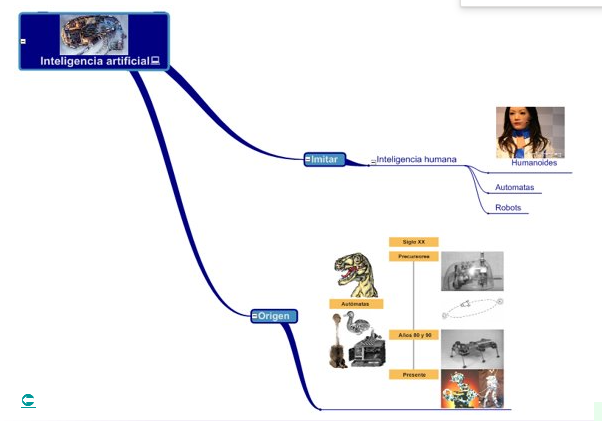 Inteligencia artificial
Imitar
Inteligencia humana
Humanoides
Automatas
Robots
Siglo XX
Precursores
Autómatas
Origen
Años 80 y 90
Presente